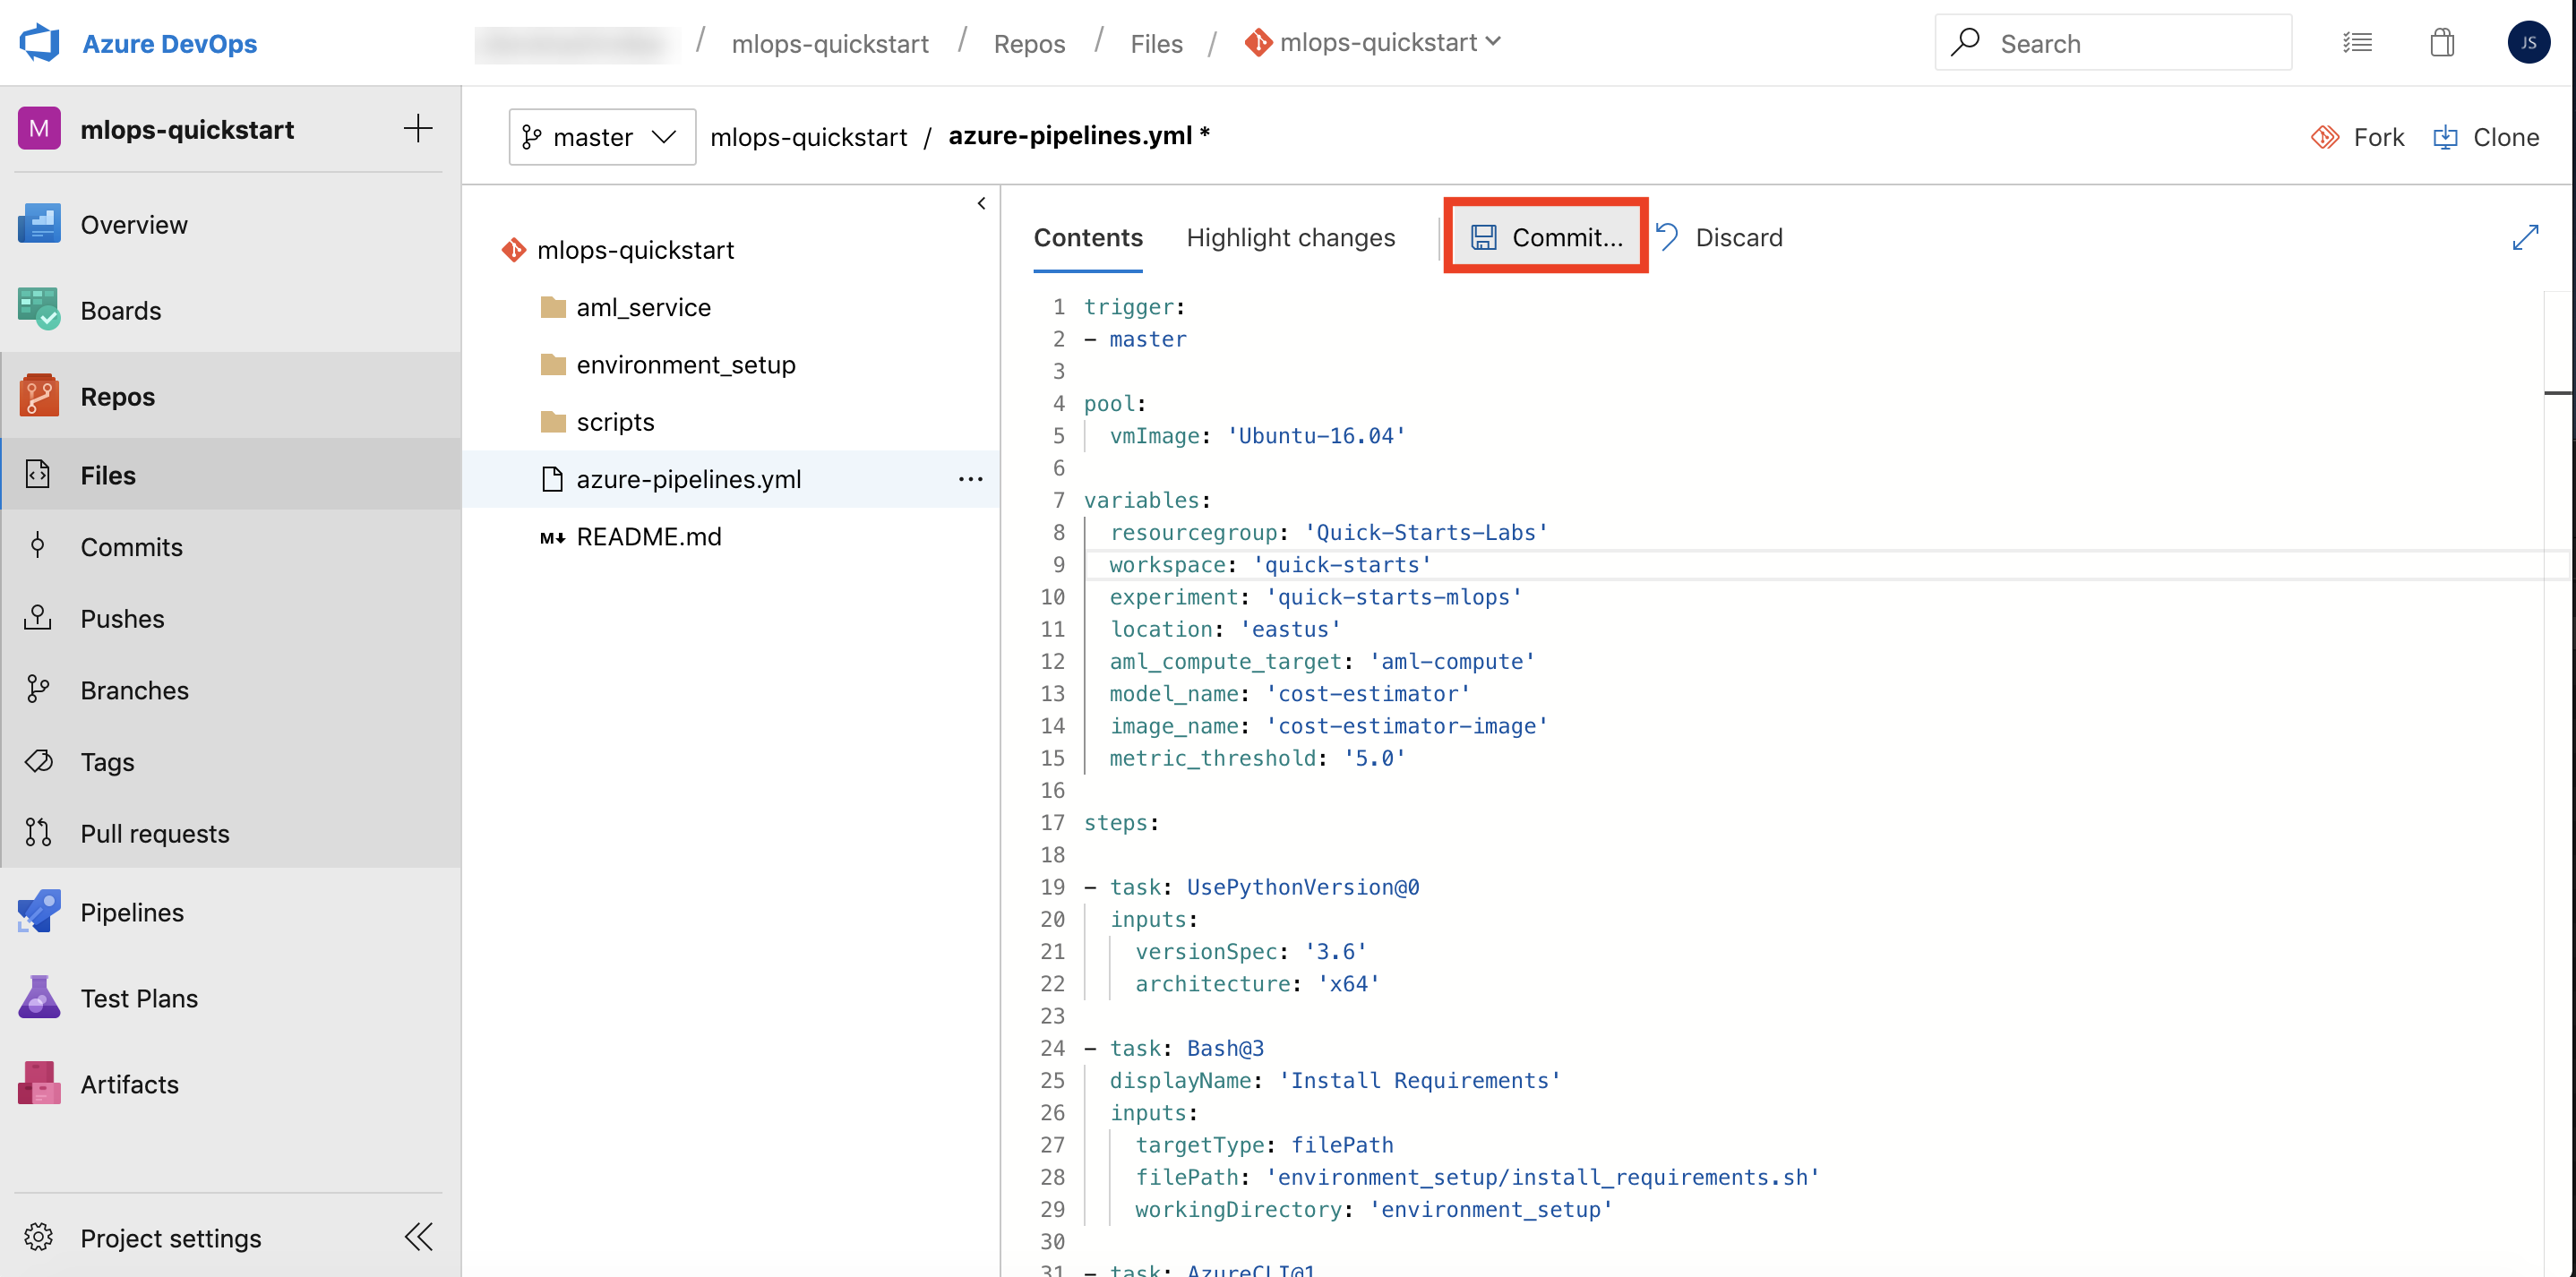 Azure DevOps
/ mlops-quickstart / Repos / Files / mlops-quickstart
Search
JS
M mlops-quickstart
master
mlops-quickstart / azure-pipelines.yml *
Fork
Clone
Overview
Boards
Repos
Files
Commits
Pushes
Branches
Tags
Pull requests
Pipelines
Test Plans
Artifacts
Project settings
mlops-quickstart
aml_service
environment_setup
scripts
azure-pipelines.yml ...
M↓ README.md
Contents
Highlight changes
Commit...
Discard
1 trigger:
2 - master
3
4 pool:
5 vmImage: 'Ubuntu-16.04'
6
7 variables:
8 resourcegroup: 'Quick-Starts-Labs'
9 workspace: 'quick-starts'
10 experiment: 'quick-starts-mlops'
11 location: 'eastus'
12 aml_compute_target: 'aml-compute'
13 model_name: 'cost-estimator'
14 image_name: 'cost-estimator-image'
15 metric_threshold: '5.0'
16
17 steps:
18
19 - task: UsePythonVersion@0
20 inputs:
21 versionSpec: '3.6'
22 architecture: 'x64'
23
24 - task: Bash@3
25 displayName: 'Install Requirements'
26 inputs:
27 targetType: filePath
28 filePath: 'environment_setup/install_requirements.sh'
29 workingDirectory: 'environment_setup'
30
31 - task: AzureCLI@1